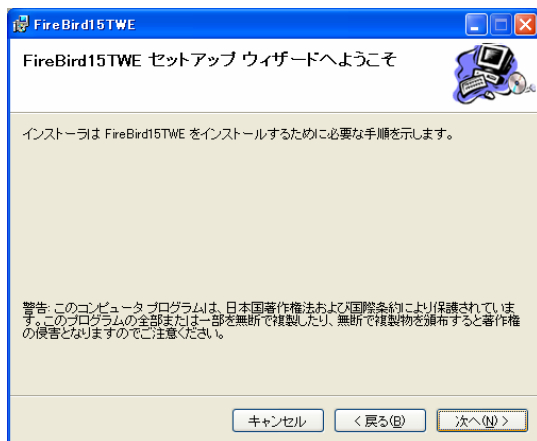 FireBird15TWE
FireBird15TWE セットアップ ウィザードへようこそ
インストーラは FireBird15TWE をインストールするために必要な手順を示します。
警告: このコンピュータ プログラムは、日本国著作権法および国際条約により保護されていま
す。このプログラムの全部または一部を無断で複製したり、無断で複製物を頒布すると著作権
の侵害となりますのでご注意ください。
キャンセル
< 戻る(B)
次へ(N) >